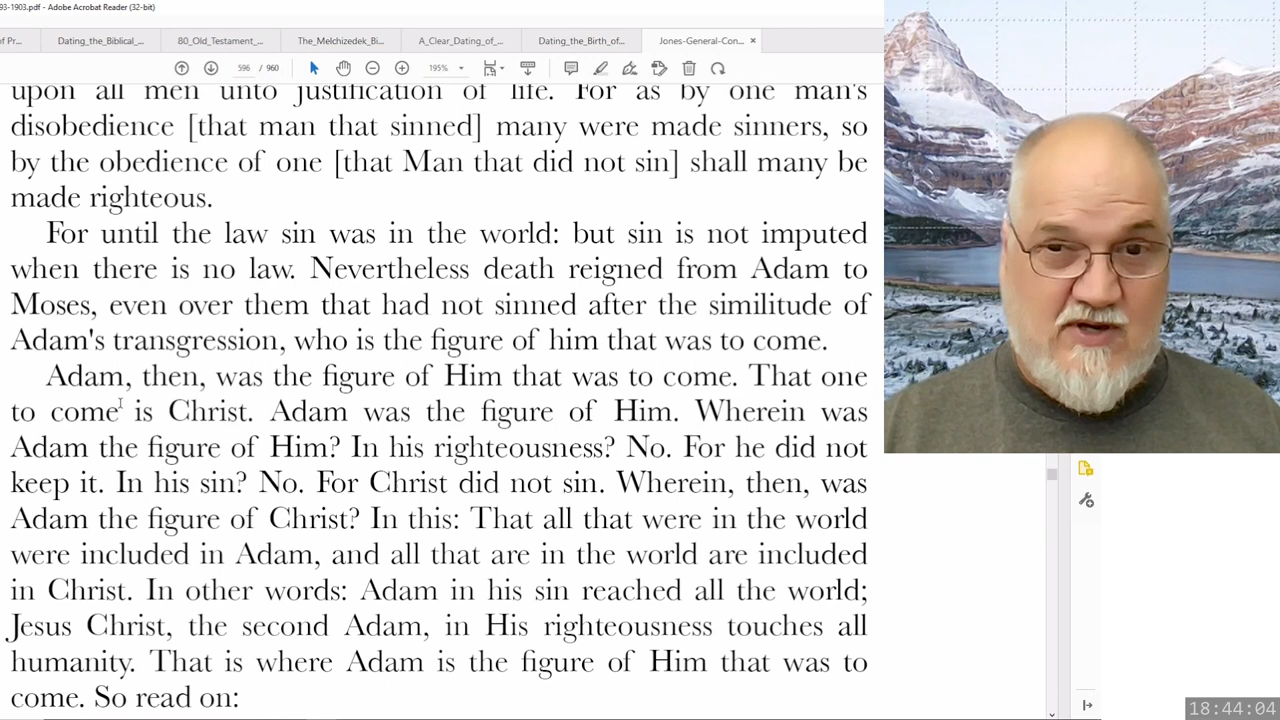 93-1903.pdf - Adobe Acrobat Reader (32-bit)
of Pr... Dating_the_Biblical_... 80_Old_Testament_... The_Melchizedek_Bi... A_Clear_Dating_of_... Dating_the_Birth_of... Jones-General-Con... ×
596 / 960 195%
upon all men unto justification of life. For as by one man's
disobedience [that man that sinned] many were made sinners, so
by the obedience of one [that Man that did not sin] shall many be
made righteous.
For until the law sin was in the world: but sin is not imputed
when there is no law. Nevertheless death reigned from Adam to
Moses, even over them that had not sinned after the similitude of
Adam's transgression, who is the figure of him that was to come.
Adam, then, was the figure of Him that was to come. That one
to come is Christ. Adam was the figure of Him. Wherein was
Adam the figure of Him? In his righteousness? No. For he did not
keep it. In his sin? No. For Christ did not sin. Wherein, then, was
Adam the figure of Christ? In this: That all that were in the world
were included in Adam, and all that are in the world are included
in Christ. In other words: Adam in his sin reached all the world;
Jesus Christ, the second Adam, in His righteousness touches all
humanity. That is where Adam is the figure of Him that was to
come. So read on:
18:44:04